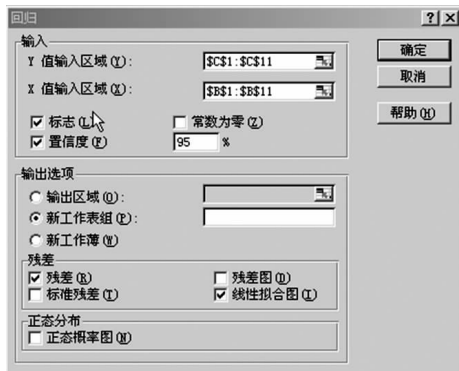 回归
输入
Y 值输入区域(Y):
$C$1:$C$11
X 值输入区域(X):
$B$1:$B$11
标志(L)
常数为零(Z)
置信度(F)
95 %
输出选项
输出区域(O):
新工作表组(P):
新工作薄(W)
残差
残差(R)
残差图(D)
标准残差(T)
线性拟合图(I)
正态分布
正态概率图(N)
确定
取消
帮助(H)